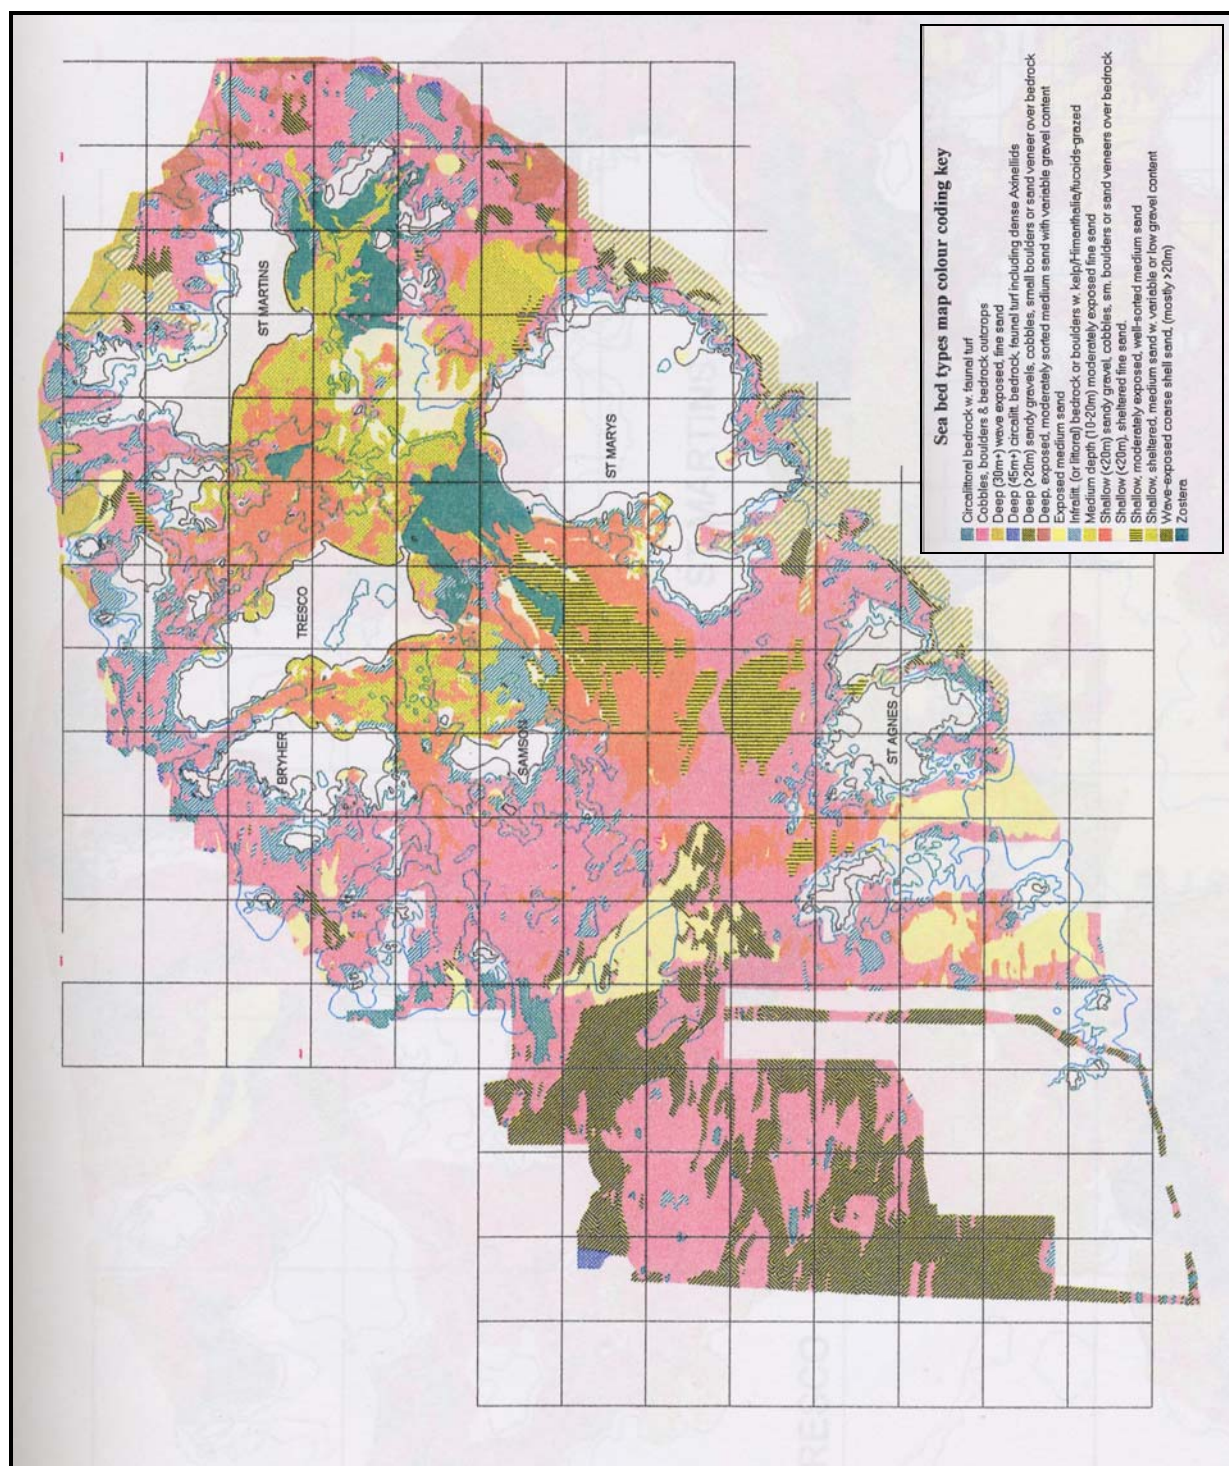 Sea bed types map colour coding key
Circalittoral bedrock w. faunal turf
Cobbles, boulders & bedrock outcrops
Deep (30m+) wave exposed, fine sand
Deep (45m+) circalitt. bedrock, faunal turf including dense Axinellids
Deep (>20m) sandy gravels, cobbles, small boulders or sand veneer over bedrock
Deep, exposed, moderately sorted medium sand with variable gravel content
Exposed medium sand
Infralitt. (or littoral) bedrock or boulders w. kelp/Himanthalia/fucoids-grazed
Medium depth (10-20m) moderately exposed fine sand
Shallow (<20m) sandy gravel, cobbles, sm. boulders or sand veneers over bedrock
Shallow (<20m), sheltered fine sand.
Shallow, moderately exposed, well-sorted medium sand
Shallow, sheltered, medium sand w. variable or low gravel content
Wave-exposed coarse shell sand, (mostly >20m)
Zostera
ST MARTINS
TRESCO
BRYHER
SAMSON
ST MARYS
ST AGNES